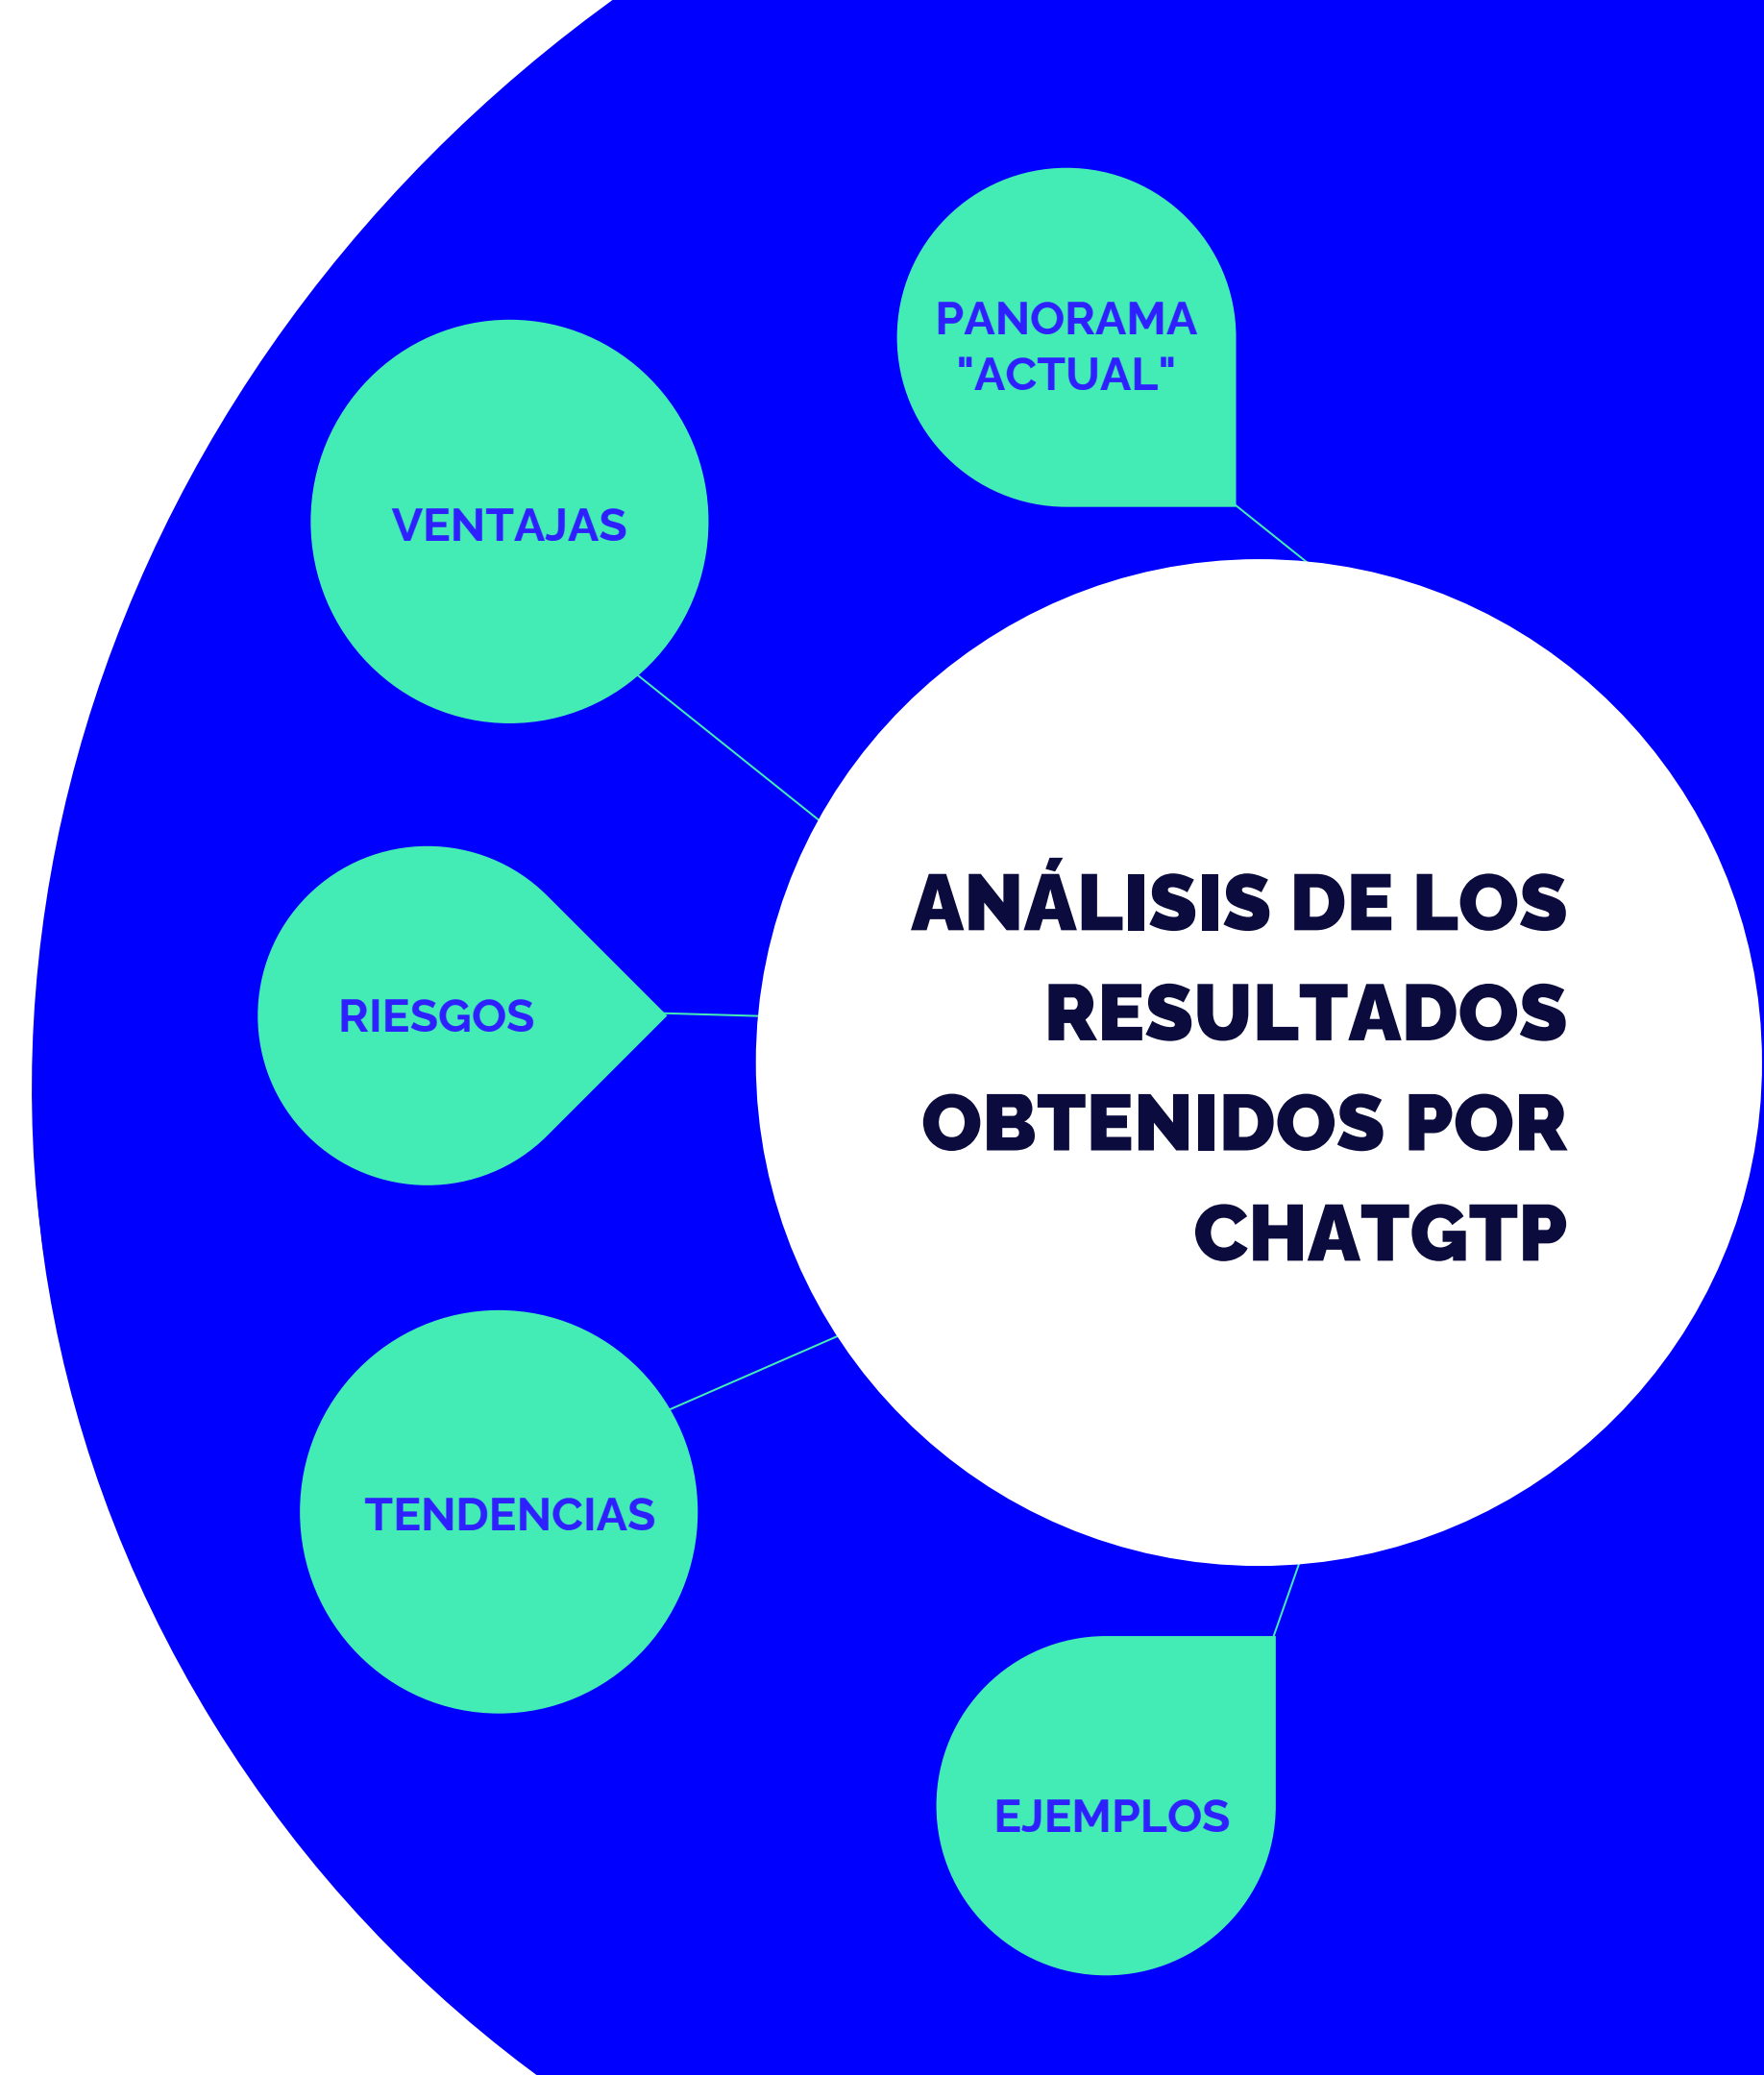 PANORAMA
"ACTUAL"
VENTAJAS
ANÁLISIS DE LOS
RESULTADOS
OBTENIDOS POR
CHATGTP
RIESGOS
TENDENCIAS
EJEMPLOS